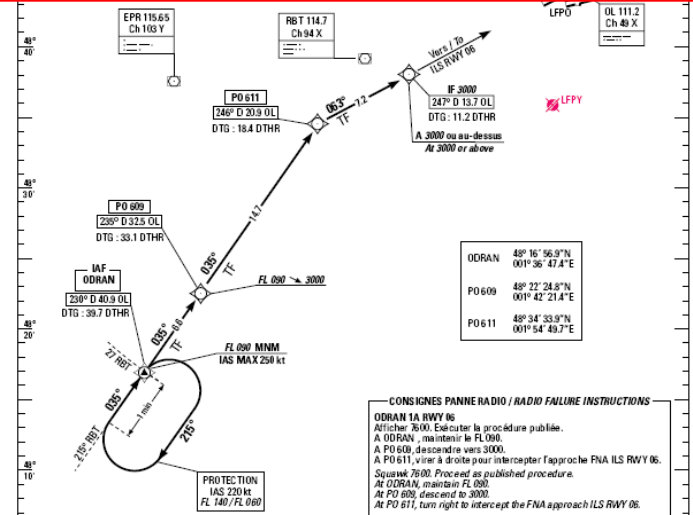 EPR 115.65
Ch 103 Y
RBT 114.7
Ch 94 X
LFPO
OL 111.2
Ch 49 X
48°
40'
Vers / To
ILS RWY 06
PO 611
246° D 20.9 OL
DTG : 18.4 DTHR
063°
7.2
TF
IF 3000
247° D 13.7 OL
DTG : 11.2 DTHR
LFPY
A 3000 ou au-dessus
At 3000 or above
48°
30'
PO 609
235° D 32.5 OL
DTG : 33.1 DTHR
14.7
035°
TF
ODRAN 48° 16' 56.9"N
001° 36' 47.4"E
PO609 48° 22' 24.8"N
001° 42' 21.4"E
PO611 48° 34' 33.9"N
001° 54' 49.7"E
IAF
ODRAN
230° D 40.9 OL
DTG : 39.7 DTHR
FL 090 ➘ 3000
48°
20'
035°
6.6
TF
27 RBT
FL 090 MNM
IAS MAX 250 kt
035°
1 min
215°
215° RBT
48°
10'
PROTECTION
IAS 220 kt
FL 140 / FL 060
CONSIGNES PANNE RADIO / RADIO FAILURE INSTRUCTIONS
ODRAN 1A RWY 06
Afficher 7600. Exécuter la procédure publiée.
A ODRAN , maintenir le FL 090.
A PO 609, descendre vers 3000.
A PO 611, virer à droite pour intercepter l'approche FNA ILS RWY 06.
Squawk 7600. Proceed as published procedure.
At ODRAN, maintain FL 090.
At PO 609, descend to 3000.
At PO 611, turn right to intercept the FNA approach ILS RWY 06.